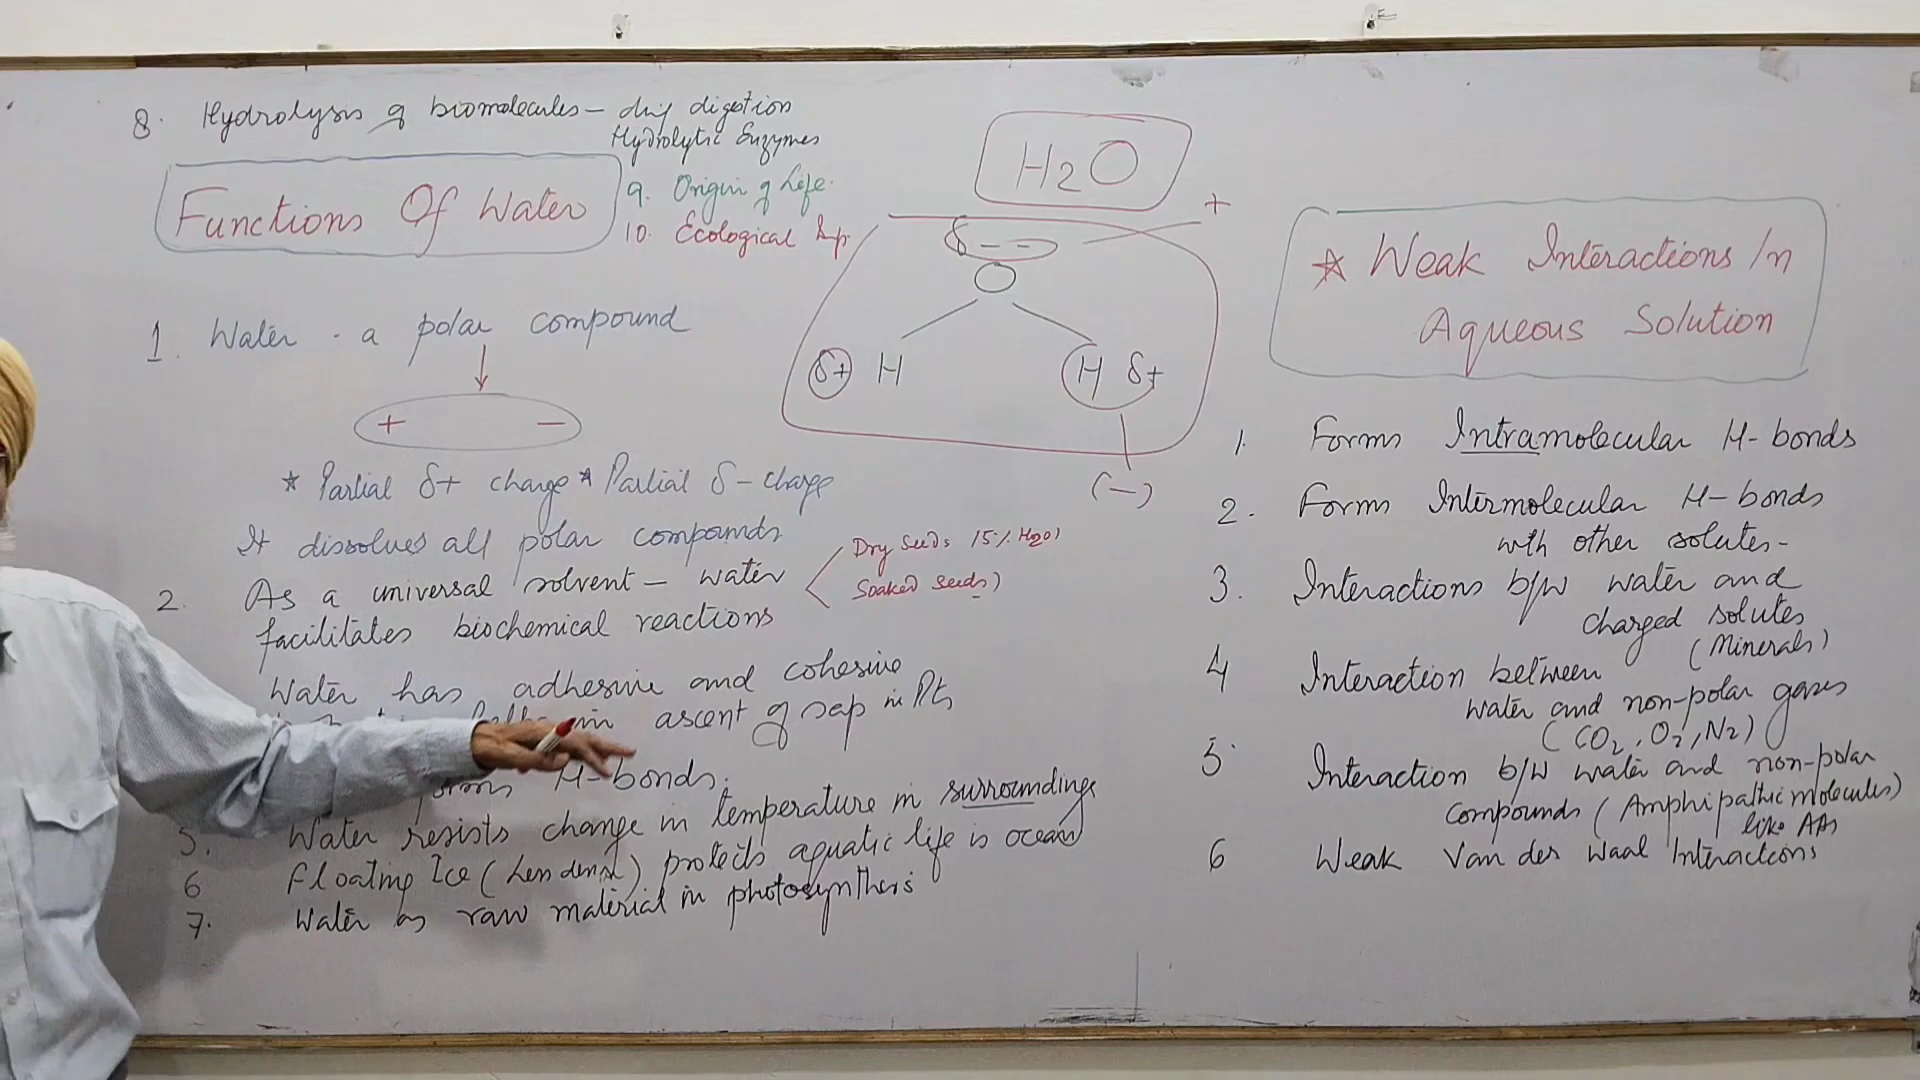 8. Hydrolysis of biomolecules - during digestion
Hydrolytic Enzymes
Functions Of Water
9. Origin of Life.
10. Ecological Imp.
1. Water - a polar compound
+ -
* Partial δ+ charge * Partial δ- charge
It dissolves all polar compounds
2. As a universal solvent - water
facilitates biochemical reactions
Dry Seeds 15% H2O)
Soaked seeds)
Water has adhesive and cohesive
in ascent of sap in Pts
forms H-bonds.
5. Water resists change in temperature in surroundings
6 Floating Ice (Less dense) protects aquatic life is ocean
7. Water as raw material in photosynthesis
H2O
+
δ - -
O
δ+ H
H δ+
(-)
* Weak Interactions In
Aqueous Solution
1. Forms Intramolecular H-bonds
2. Forms Intermolecular H-bonds
with other solutes-
3. Interactions b/w water and
charged solutes
(Minerals)
4 Interaction between
water and non-polar gases
(CO2, O2, N2)
5. Interaction b/w water and non-polar
compounds (Amphipathic molecules)
like AAs
6 Weak Van der Waal Interactions